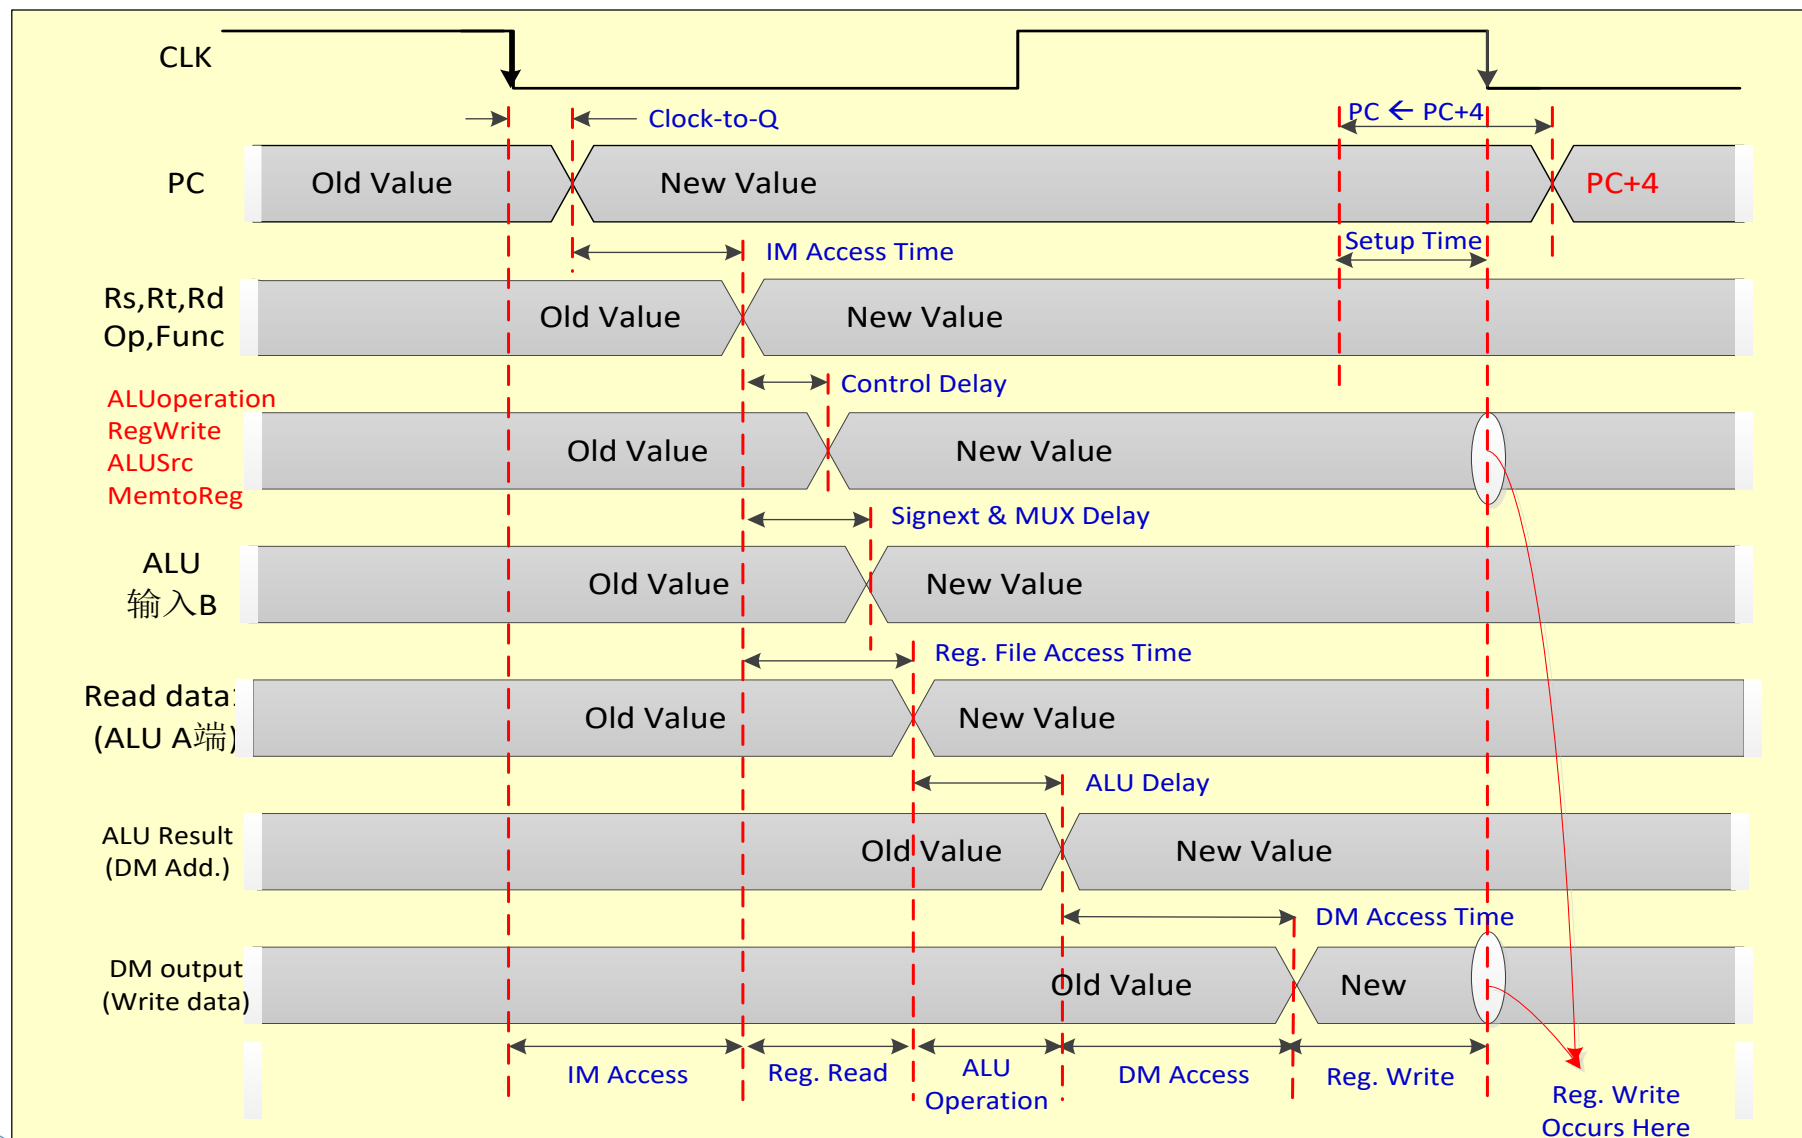 CLK
Clock-to-Q
PC ← PC+4
PC
Old Value
New Value
PC+4
IM Access Time
Setup Time
Rs,Rt,Rd
Op,Func
Old Value
New Value
Control Delay
ALUoperation
RegWrite
ALUSrc
MemtoReg
Old Value
New Value
Signext & MUX Delay
ALU
输入B
Old Value
New Value
Reg. File Access Time
Read data
(ALU A端)
Old Value
New Value
ALU Delay
ALU Result
(DM Add.)
Old Value
New Value
DM Access Time
DM output
(Write data)
Old Value
New
IM Access
Reg. Read
ALU
Operation
DM Access
Reg. Write
Reg. Write
Occurs Here